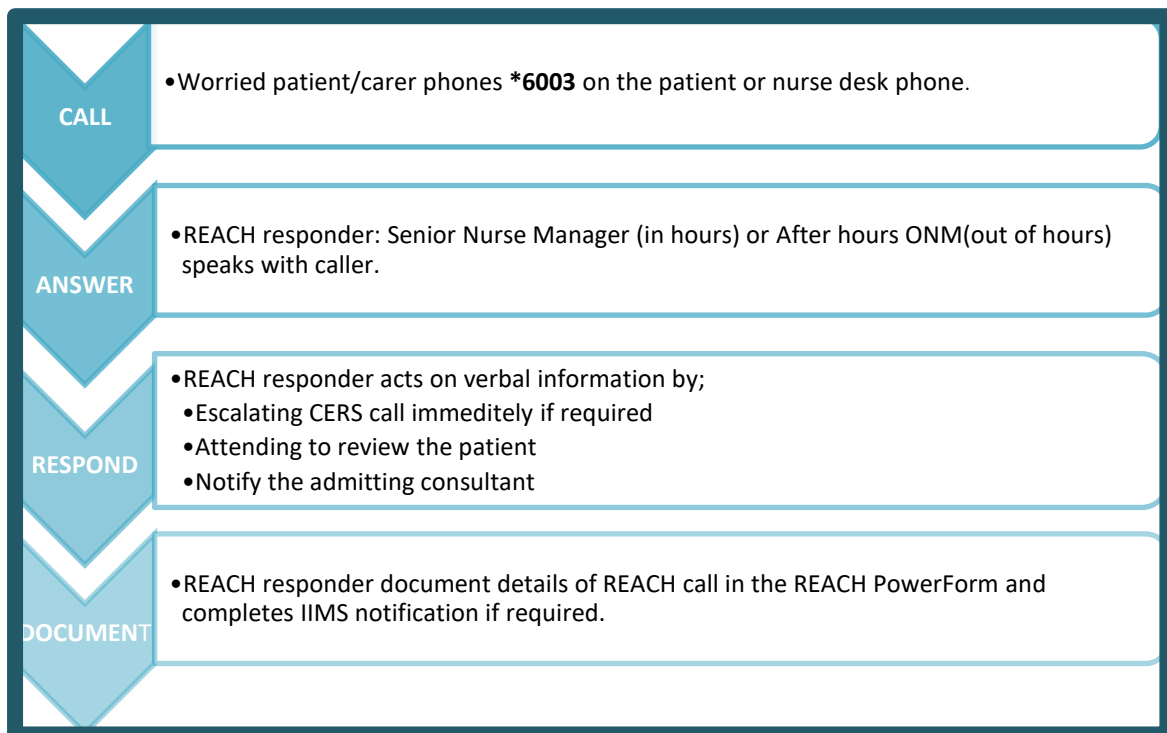 CALL
•Worried patient/carer phones *6003 on the patient or nurse desk phone.
ANSWER
•REACH responder: Senior Nurse Manager (in hours) or After hours ONM(out of hours)
speaks with caller.
RESPOND
•REACH responder acts on verbal information by;
•Escalating CERS call immeditely if required
•Attending to review the patient
•Notify the admitting consultant
DOCUMENT
•REACH responder document details of REACH call in the REACH PowerForm and
completes IIMS notification if required.